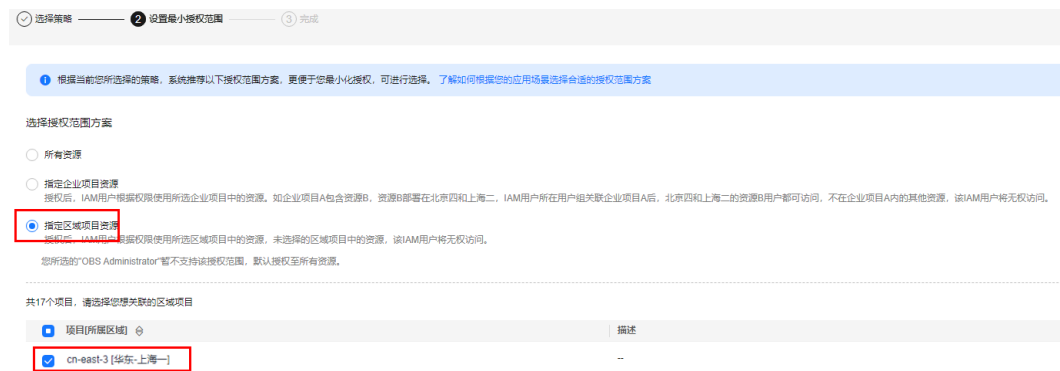 选择策略 2 设置最小授权范围 3 完成
根据当前您所选择的策略，系统推荐以下授权范围方案，更便于您最小化授权，可进行选择。 了解如何根据您的应用场景选择合适的授权范围方案
选择授权范围方案
所有资源
指定企业项目资源
授权后，IAM用户根据权限使用所选企业项目中的资源。如企业项目A包含资源B，资源B部署在北京四和上海二，IAM用户所在用户组关联企业项目A后，北京四和上海二的资源B用户都可访问，不在企业项目A内的其他资源，该IAM用户将无权访问。
指定区域项目资源
授权后，IAM用户根据权限使用所选区域项目中的资源，未选择的区域项目中的资源，该IAM用户将无权访问。
您所选的"OBS Administrator"暂不支持该授权范围，默认授权至所有资源。
共17个项目，请选择您想关联的区域项目
项目[所属区域] 描述
cn-east-3 [华东-上海一] --